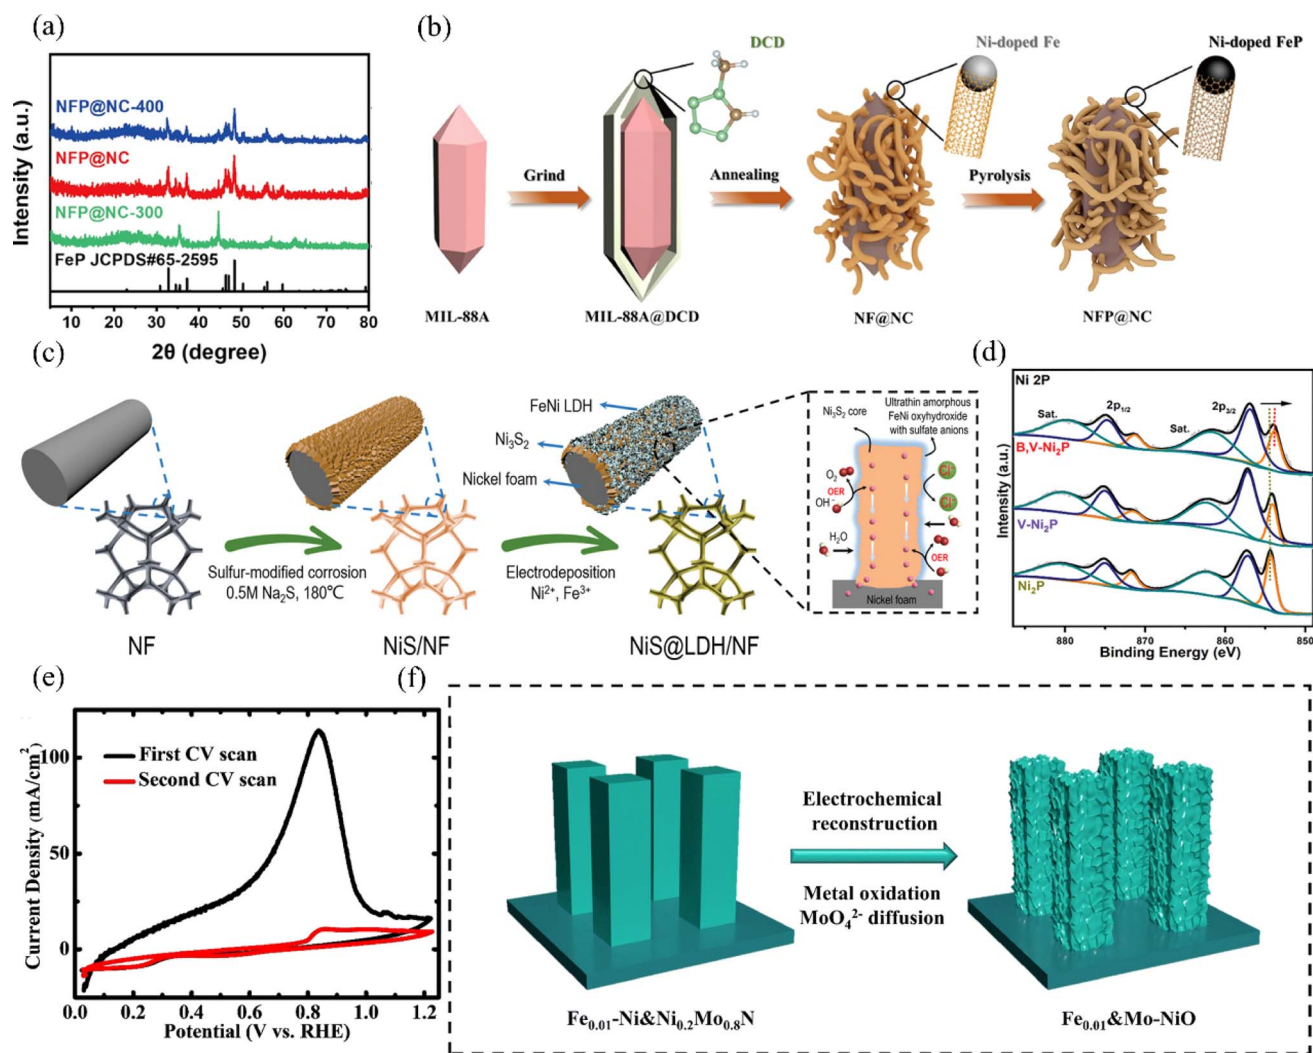 (a)
Intensity (a.u.)
NFP@NC-400
NFP@NC
NFP@NC-300
FeP JCPDS#65-2595
10 20 30 40 50 60 70 80
2θ (degree)
(b)
DCD
Ni-doped Fe
Ni-doped FeP
Grind
Annealing
Pyrolysis
MIL-88A
MIL-88A@DCD
NF@NC
NFP@NC
(c)
FeNi LDH
Ni₃S₂
Nickel foam
Sulfur-modified corrosion
0.5M Na₂S, 180℃
Electrodeposition
Ni²⁺, Fe³⁺
NF
NiS/NF
NiS@LDH/NF
Ni₃S₂ core
Ultrathin amorphous
FeNi oxyhydroxide
with sulfate anions
O₂
OER
OH⁻
H₂O
Cl⁻
Cl⁻
OER
Nickel foam
(d)
Ni 2P
Sat.
2p₁/₂
Sat.
2p₃/₂
B,V-Ni₂P
V-Ni₂P
Ni₂P
Intensity (a.u.)
880 870 860 850
Binding Energy (eV)
(e)
Current Density (mA/cm²)
100
50
0
First CV scan
Second CV scan
0.0 0.2 0.4 0.6 0.8 1.0 1.2
Potential (V vs. RHE)
(f)
Electrochemical
reconstruction
Metal oxidation
MoO₄²⁻ diffusion
Fe₀.₀₁-Ni&Ni₀.₂Mo₀.₈N
Fe₀.₀₁&Mo-NiO